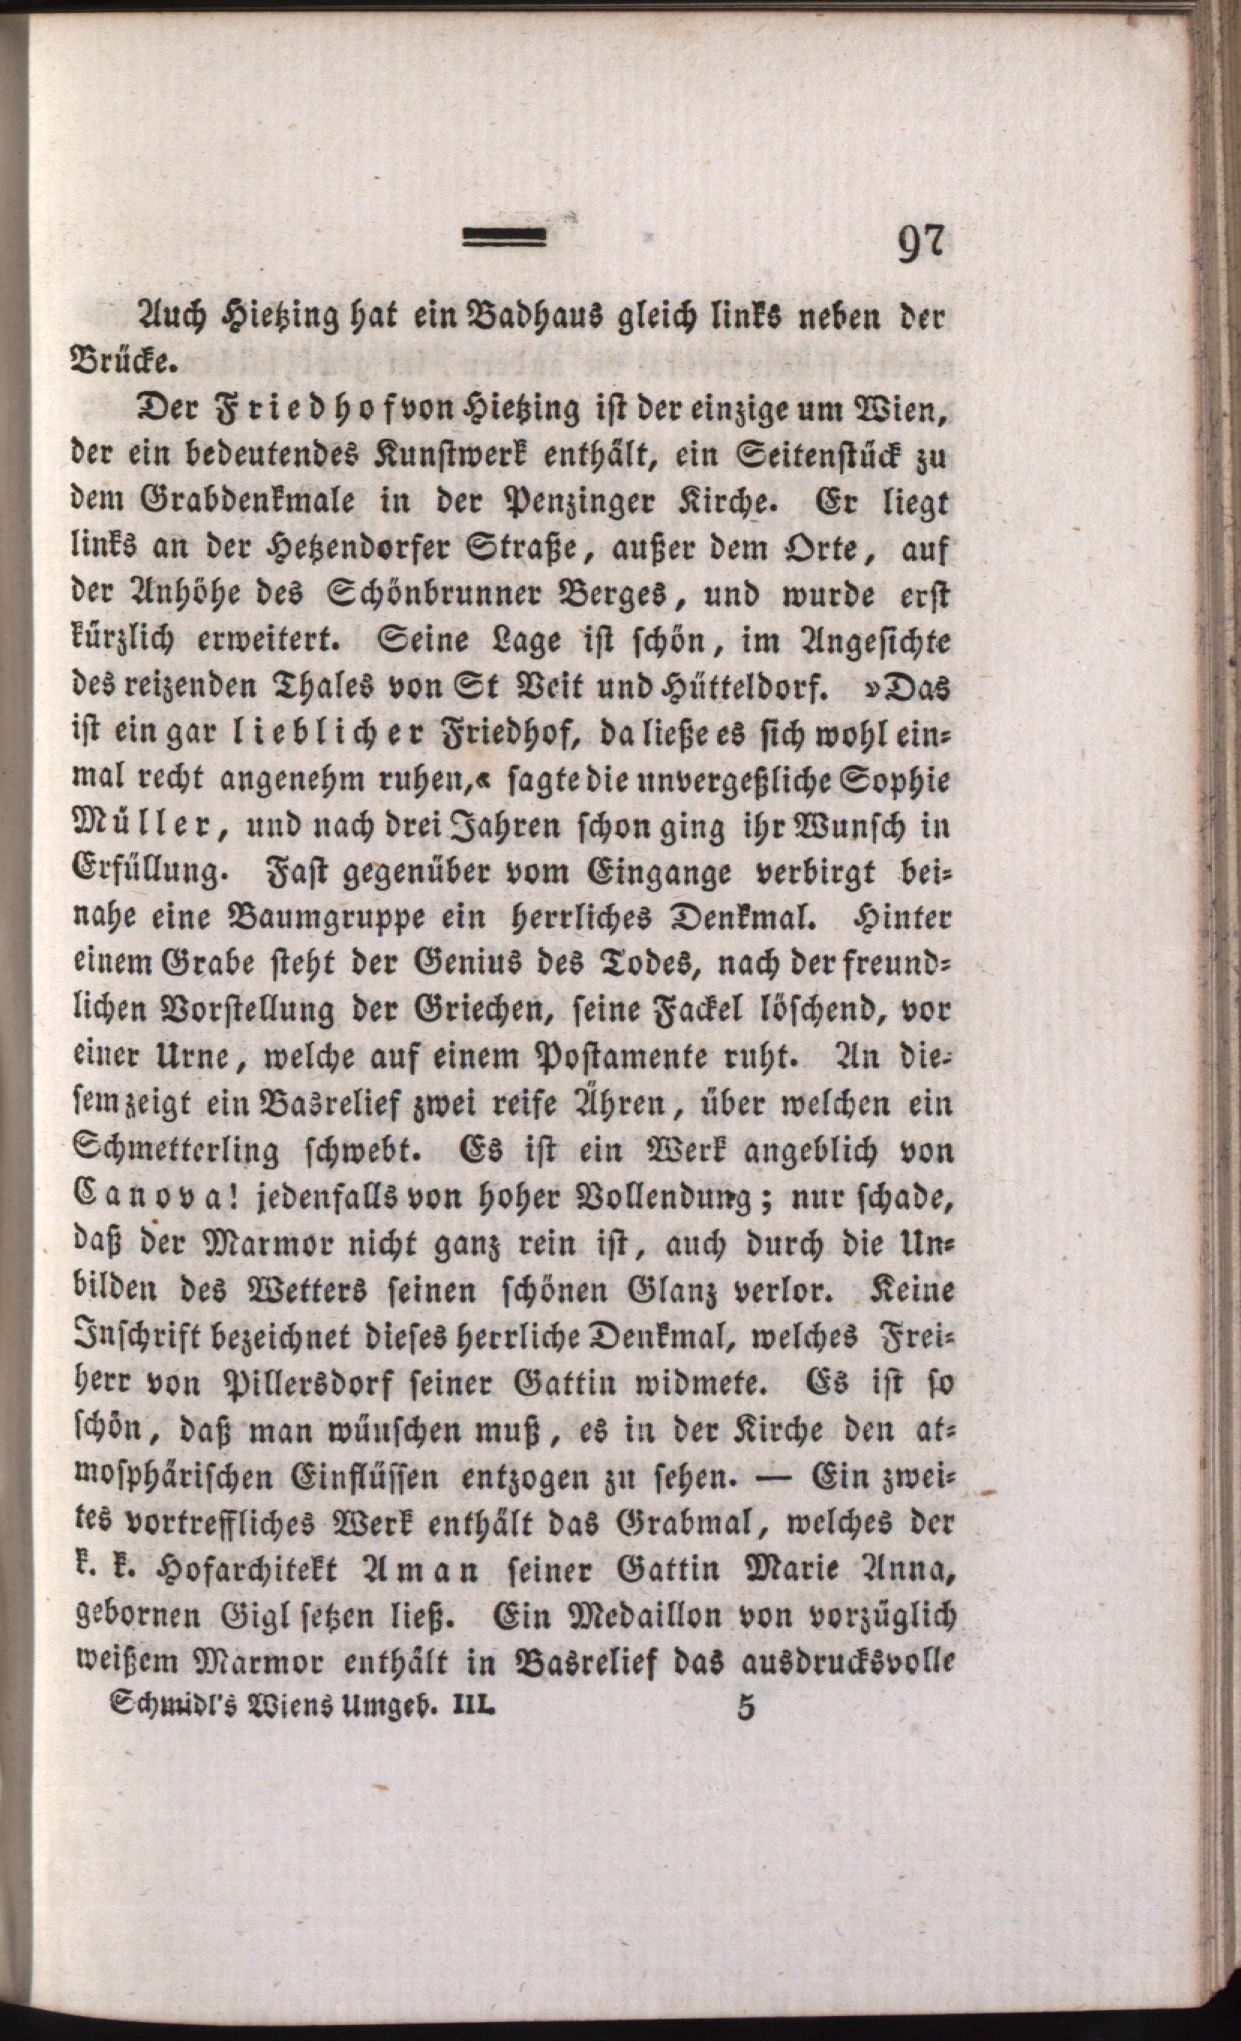 97
Auch Hietzing hat ein Badhaus gleich links neben der
Brücke.
Der Friedhof von Hietzing ist der einzige um Wien,
der ein bedeutendes Kunstwerk enthält, ein Seitenstück zu
dem Grabdenkmale in der Penzinger Kirche. Er liegt
links an der Hetzendorfer Straße, außer dem Orte, auf
der Anhöhe des Schönbrunner Berges, und wurde erst
kürzlich erweitert. Seine Lage ist schön, im Angesichte
des reizenden Thales von St Veit und Hütteldorf. »Das
ist ein gar lieblicher Friedhof, da ließe es sich wohl ein-
mal recht angenehm ruhen,« sagte die unvergeßliche Sophie
Müller, und nach drei Jahren schon ging ihr Wunsch in
Erfüllung. Fast gegenüber vom Eingange verbirgt bei-
nahe eine Baumgruppe ein herrliches Denkmal. Hinter
einem Grabe steht der Genius des Todes, nach der freund-
lichen Vorstellung der Griechen, seine Fackel löschend, vor
einer Urne, welche auf einem Postamente ruht. An die-
sem zeigt ein Basrelief zwei reife Ähren, über welchen ein
Schmetterling schwebt. Es ist ein Werk angeblich von
Canova! jedenfalls von hoher Vollendung; nur schade,
daß der Marmor nicht ganz rein ist, auch durch die Un-
bilden des Wetters seinen schönen Glanz verlor. Keine
Inschrift bezeichnet dieses herrliche Denkmal, welches Frei-
herr von Pillersdorf seiner Gattin widmete. Es ist so
schön, daß man wünschen muß, es in der Kirche den at-
mosphärischen Einflüssen entzogen zu sehen. — Ein zwei-
tes vortreffliches Werk enthält das Grabmal, welches der
k. k. Hofarchitekt Aman seiner Gattin Marie Anna,
gebornen Gigl setzen ließ. Ein Medaillon von vorzüglich
weißem Marmor enthält in Basrelief das ausdrucksvolle
Schmidl's Wiens Umgeb. III. 5